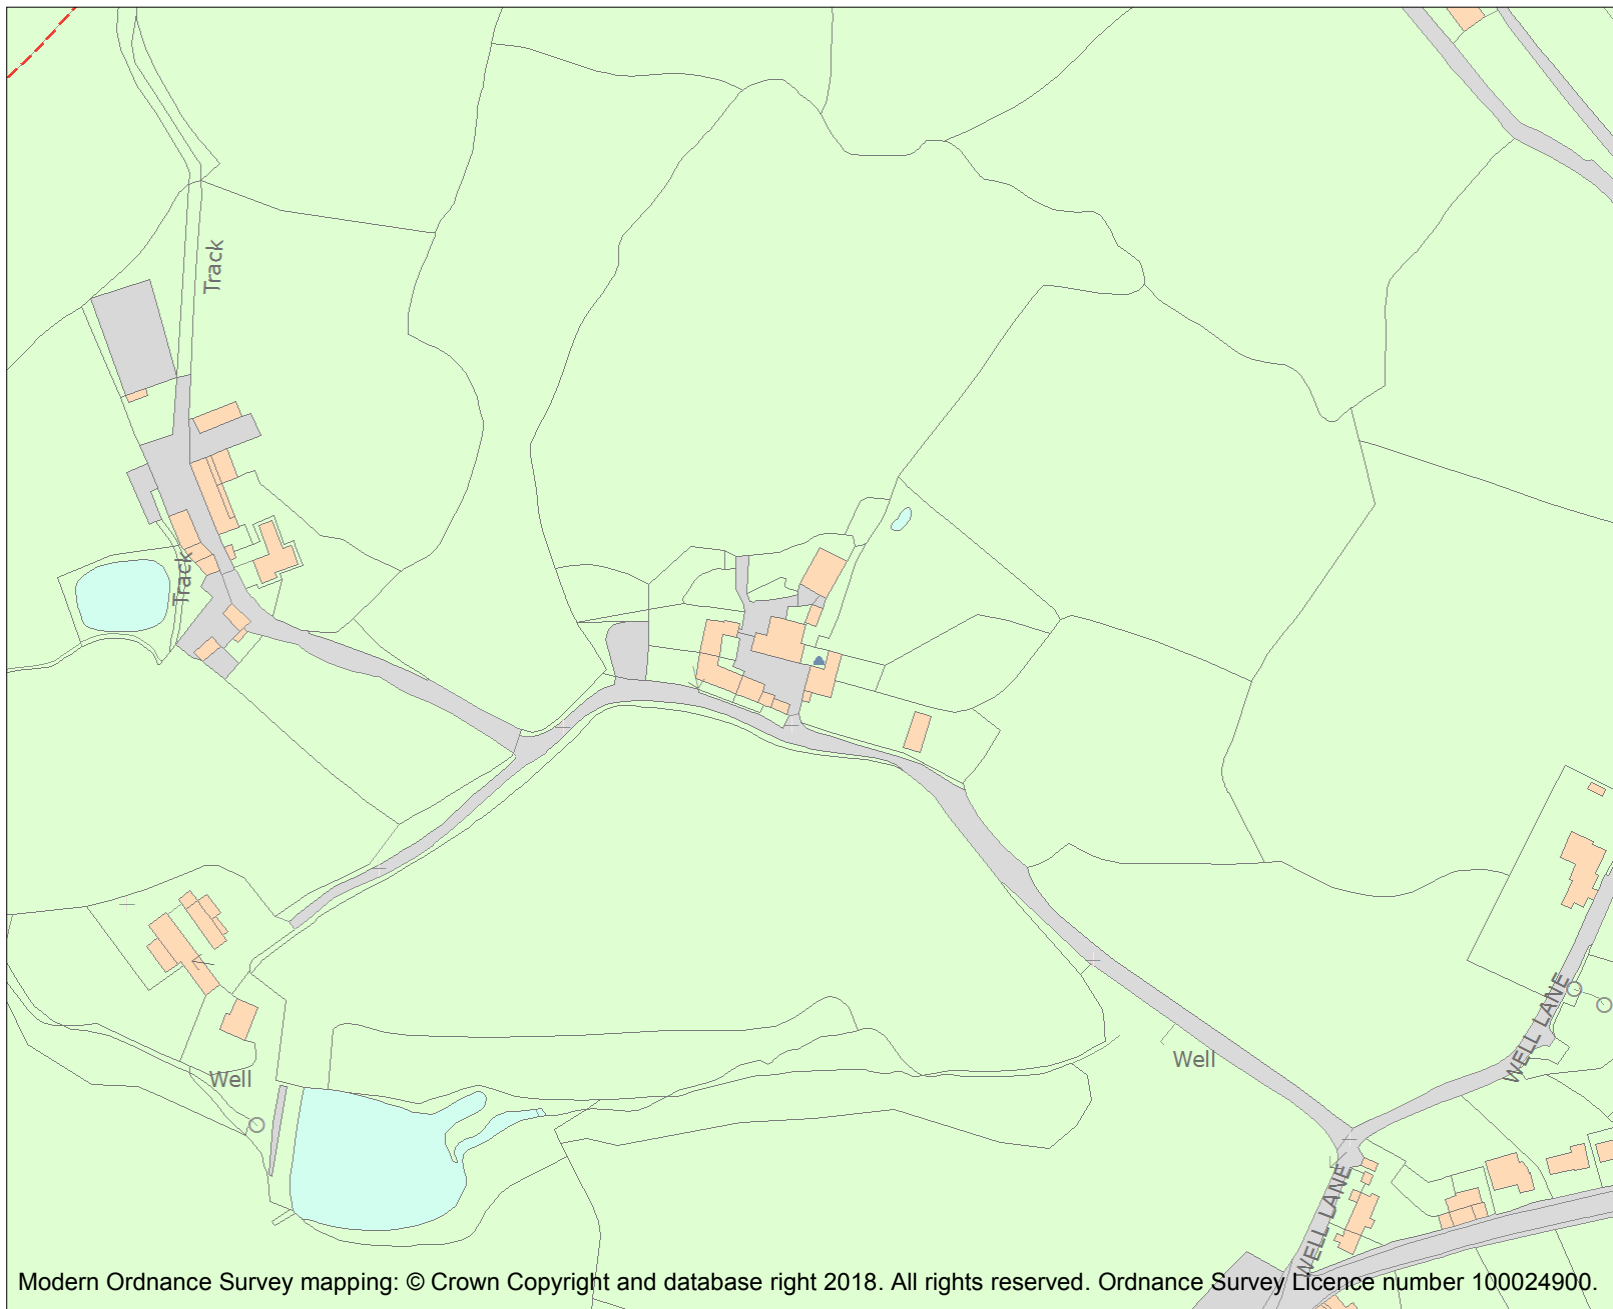 Track
Track
WELL LANE
Well
Well
WELL LANE
Modern Ordnance Survey mapping: © Crown Copyright and database right 2018. All rights reserved. Ordnance Survey Licence number 100024900.